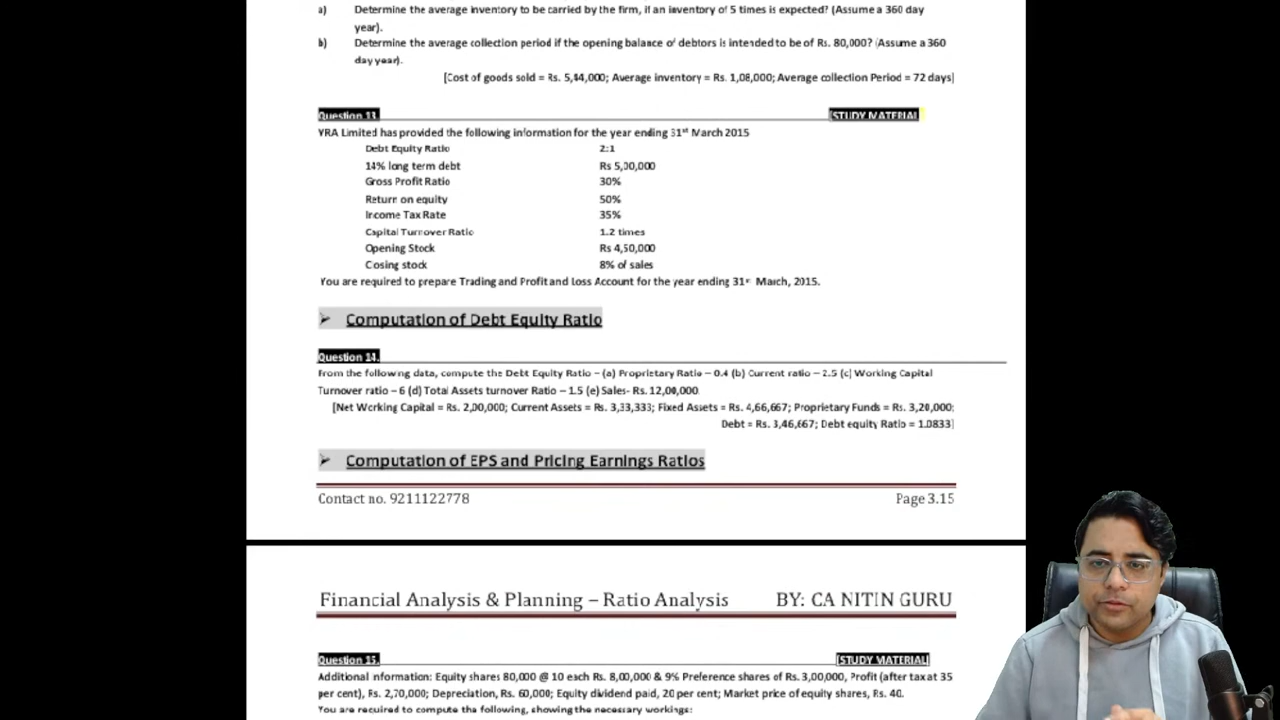 a) Determine the average inventory to be carried by the firm, if an inventory of 5 times is expected? (Assume a 360 day
year).
b) Determine the average collection period if the opening balance of debtors is intended to be of Rs. 80,000? (Assume a 360
day year).
[Cost of goods sold = Rs. 5,44,000; Average inventory = Rs. 1,08,000; Average collection Period = 72 days]
Question 13. [STUDY MATERIAL
VRA Limited has provided the following information for the year ending 31st March 2015
Debt Equity Ratio 2:1
14% long term debt Rs 5,00,000
Gross Profit Ratio 30%
Return on equity 50%
Income Tax Rate 35%
Capital Turnover Ratio 1.2 times
Opening Stock Rs 4,50,000
Closing stock 8% of sales
You are required to prepare Trading and Profit and Loss Account for the year ending 31st March, 2015.
➢ Computation of Debt Equity Ratio
Question 14.
From the following data, compute the Debt Equity Ratio – (a) Proprietary Ratio – 0.4 (b) Current ratio – 2.5 (c) Working Capital
Turnover ratio – 6 (d) Total Assets turnover Ratio – 1.5 (e) Sales- Rs. 12,00,000.
[Net Working Capital = Rs. 2,00,000; Current Assets = Rs. 3,33,333; Fixed Assets = Rs. 4,66,667; Proprietary Funds = Rs. 3,20,000;
Debt = Rs. 3,46,667; Debt equity Ratio = 1.0833]
➢ Computation of EPS and Pricing Earnings Ratios
Contact no. 9211122778 Page 3.15
Financial Analysis & Planning – Ratio Analysis BY: CA NITIN GURU
Question 15. [STUDY MATERIAL]
Additional information: Equity shares 80,000 @ 10 each Rs. 8,00,000 & 9% Preference shares of Rs. 3,00,000, Profit (after tax at 35
per cent), Rs. 2,70,000; Depreciation, Rs. 60,000; Equity dividend paid, 20 per cent; Market price of equity shares, Rs. 40.
You are required to compute the following, showing the necessary workings: